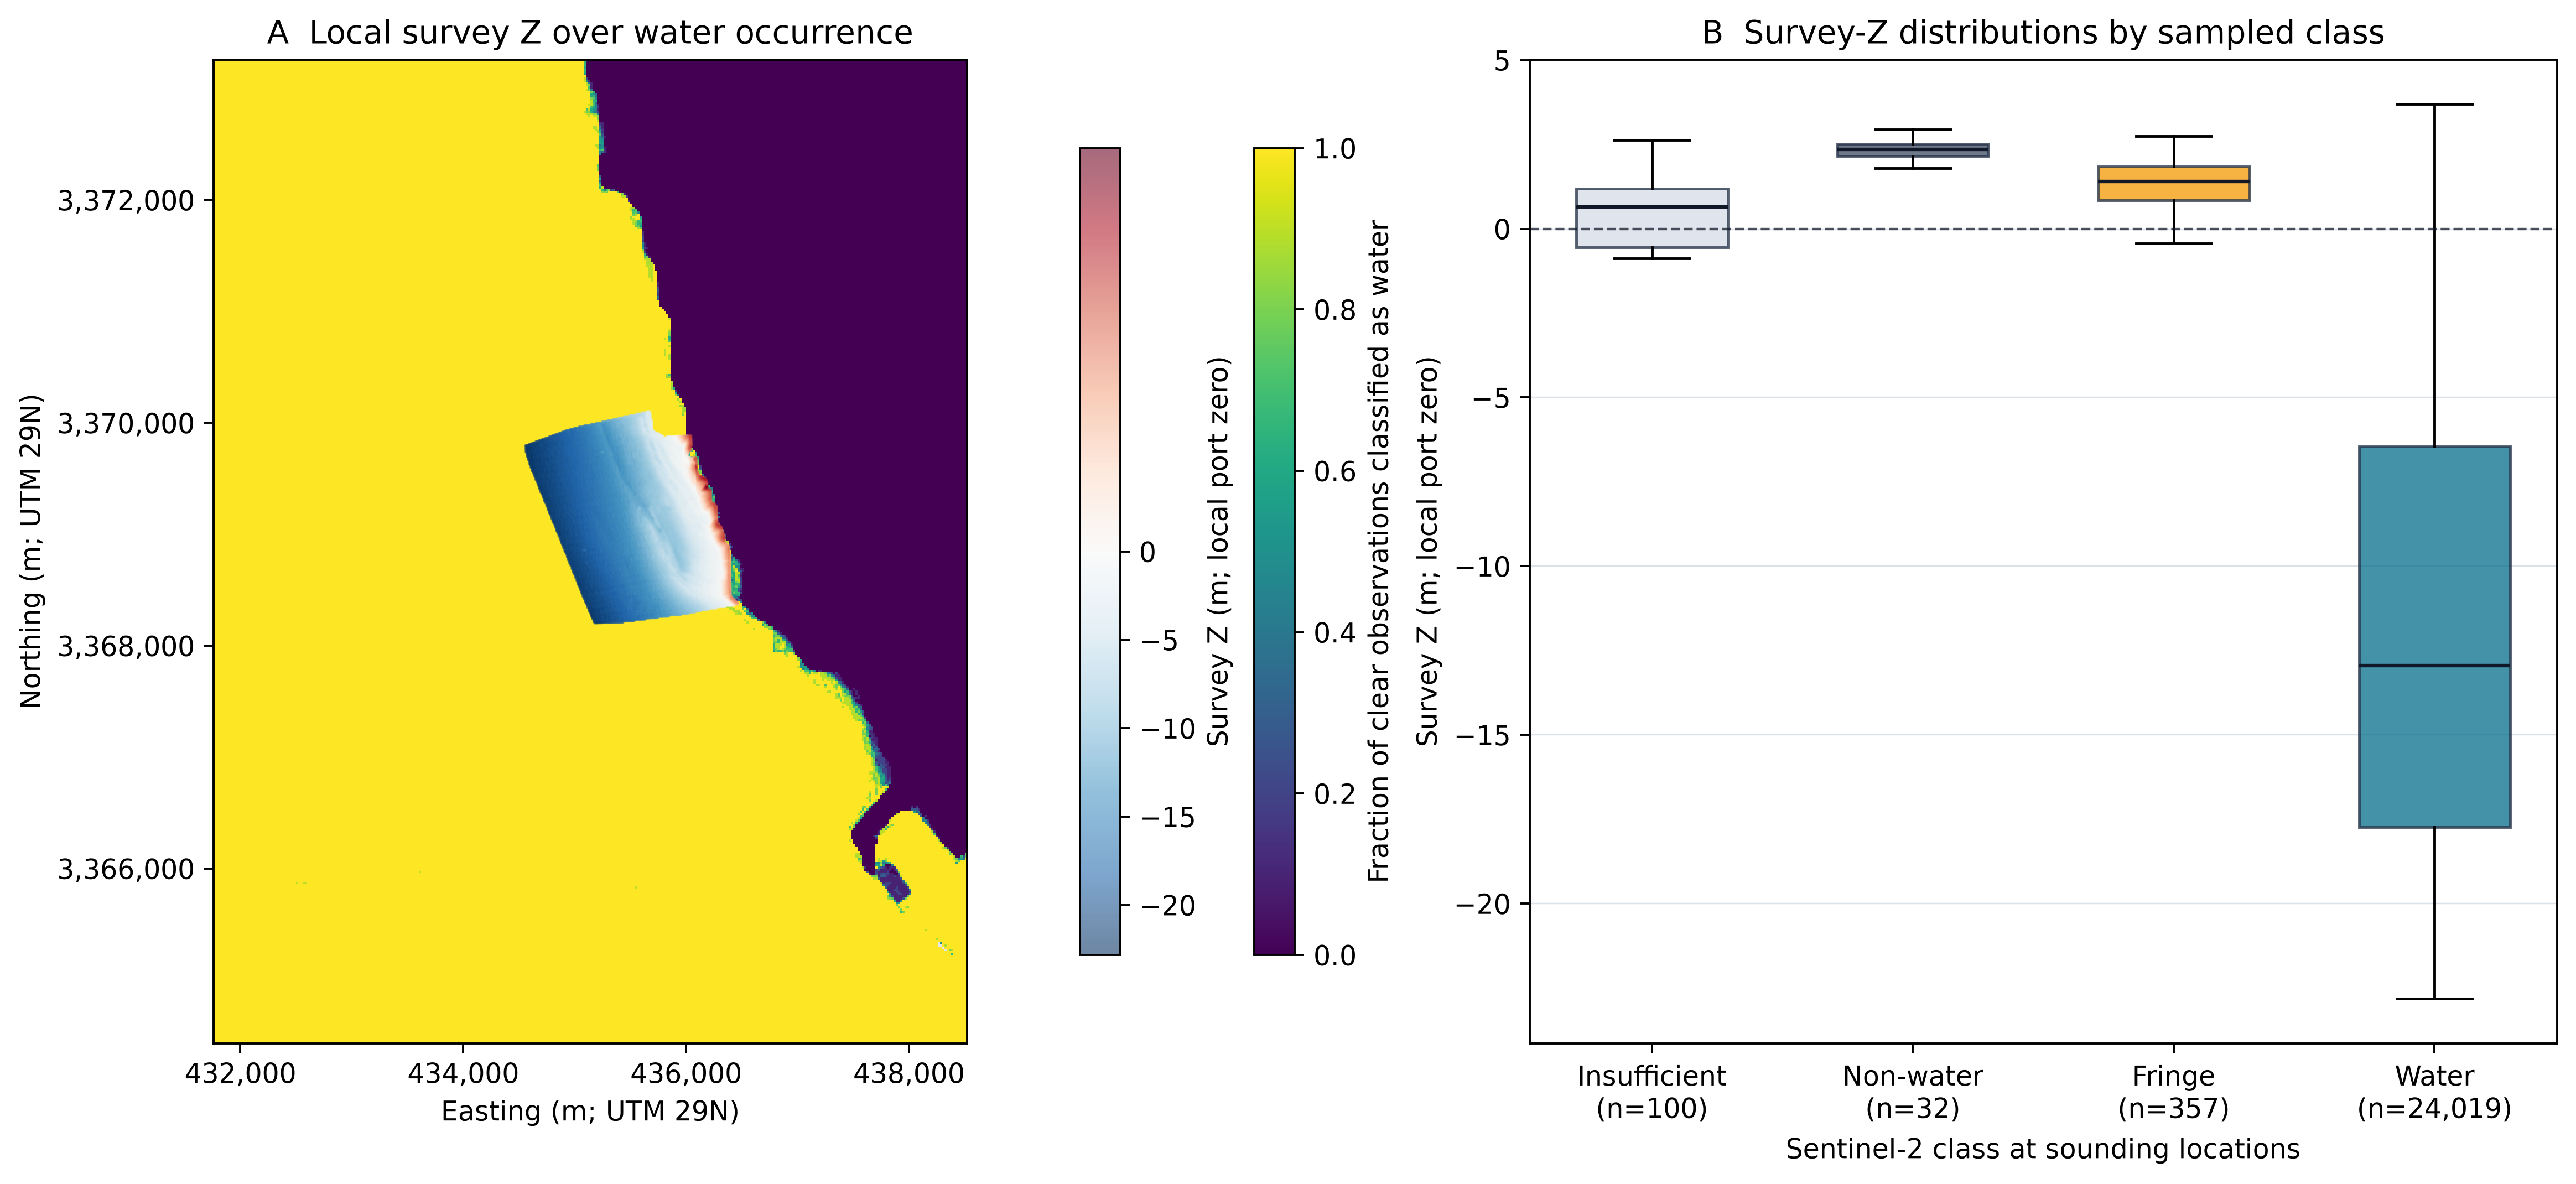 A  Local survey Z over water occurrence
3,372,000
3,370,000
3,368,000
3,366,000
Northing (m; UTM 29N)
432,000
434,000
436,000
438,000
Easting (m; UTM 29N)
0
−5
−10
−15
−20
Survey Z (m; local port zero)
1.0
0.8
0.6
0.4
0.2
0.0
Fraction of clear observations classified as water
B  Survey-Z distributions by sampled class
5
0
−5
−10
−15
−20
Survey Z (m; local port zero)
Insufficient
(n=100)
Non-water
(n=32)
Fringe
(n=357)
Water
(n=24,019)
Sentinel-2 class at sounding locations